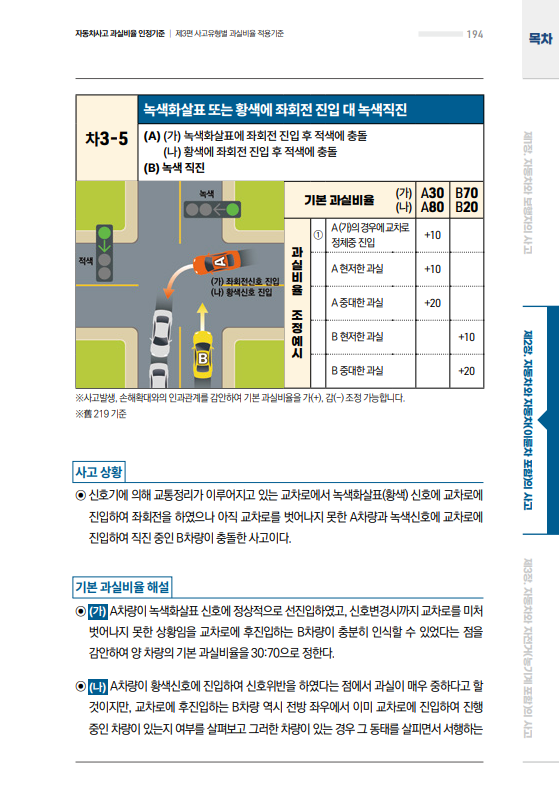 자동차사고 과실비율 인정기준 | 제3편 사고유형별 과실비율 적용기준
194
목차
차3-5
녹색화살표 또는 황색에 좌회전 진입 대 녹색직진
(A) (가) 녹색화살표에 좌회전 진입 후 적색에 충돌
(나) 황색에 좌회전 진입 후 적색에 충돌
(B) 녹색 직진
녹색
적색
A
(가) 좌회전신호 진입
(나) 황색신호 진입
B
기본 과실비율 (가) A30 B70
(나) A80 B20
과실비율 조정예시
① A (가)의 경우에 교차로 정체중 진입 +10
A 현저한 과실 +10
A 중대한 과실 +20
B 현저한 과실 +10
B 중대한 과실 +20
※사고발생, 손해확대와의 인과관계를 감안하여 기본 과실비율을 가(+), 감(-) 조정 가능합니다.
※舊 219 기준
사고 상황
◉ 신호기에 의해 교통정리가 이루어지고 있는 교차로에서 녹색화살표(황색) 신호에 교차로에
진입하여 좌회전을 하였으나 아직 교차로를 벗어나지 못한 A차량과 녹색신호에 교차로에
진입하여 직진 중인 B차량이 충돌한 사고이다.
기본 과실비율 해설
◉ (가) A차량이 녹색화살표 신호에 정상적으로 선진입하였고, 신호변경시까지 교차로를 미처
벗어나지 못한 상황임을 교차로에 후진입하는 B차량이 충분히 인식할 수 있었다는 점을
감안하여 양 차량의 기본 과실비율을 30:70으로 정한다.
◉ (나) A차량이 황색신호에 진입하여 신호위반을 하였다는 점에서 과실이 매우 중하다고 할
것이지만, 교차로에 후진입하는 B차량 역시 전방 좌우에서 이미 교차로에 진입하여 진행
중인 차량이 있는지 여부를 살펴보고 그러한 차량이 있는 경우 그 동태를 살피면서 서행하는
제1장. 자동차와 보행자의 사고
제2장. 자동차와 자동차(이륜차 포함)의 사고
제3장. 자동차와 자전거(농기계 포함)의 사고